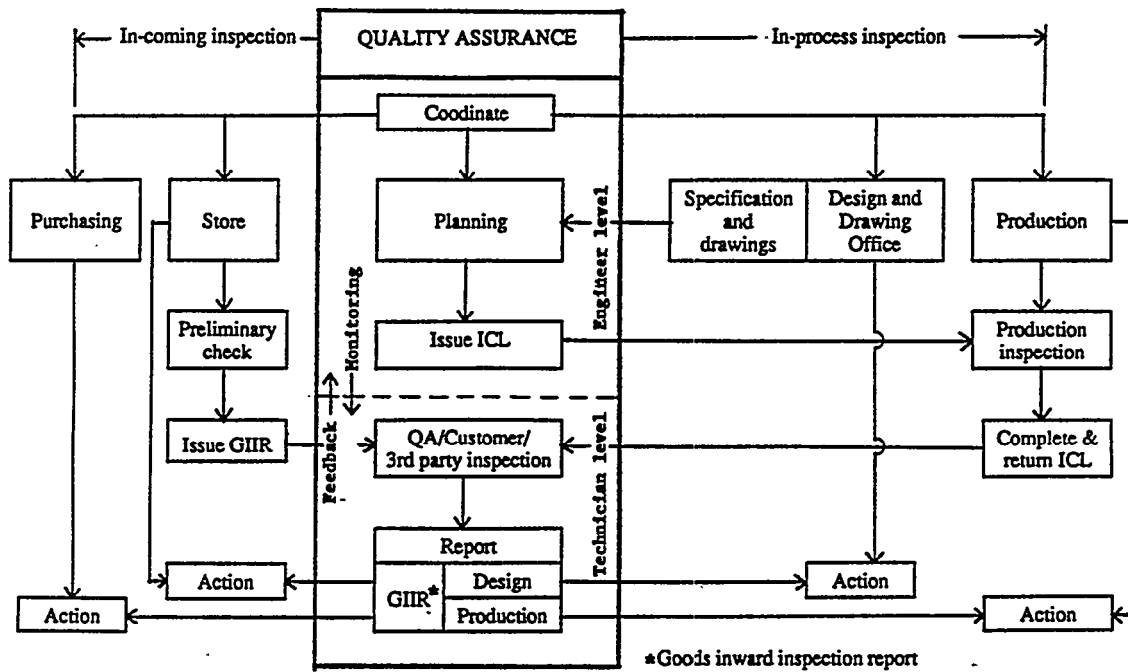 In-coming inspection
QUALITY ASSURANCE
In-process inspection
Coodinate
Purchasing
Store
Planning
Specification
and
drawings
Design and
Drawing
Office
Production
Engineer level
Monitoring
Preliminary
check
Issue ICL
Production
inspection
Feedback
Technician level
Issue GIIR
QA/Customer/
3rd party inspection
Complete &
return ICL
Report
Action
GIIR*
Design
Action
Action
Production
Action
*Goods inward inspection report